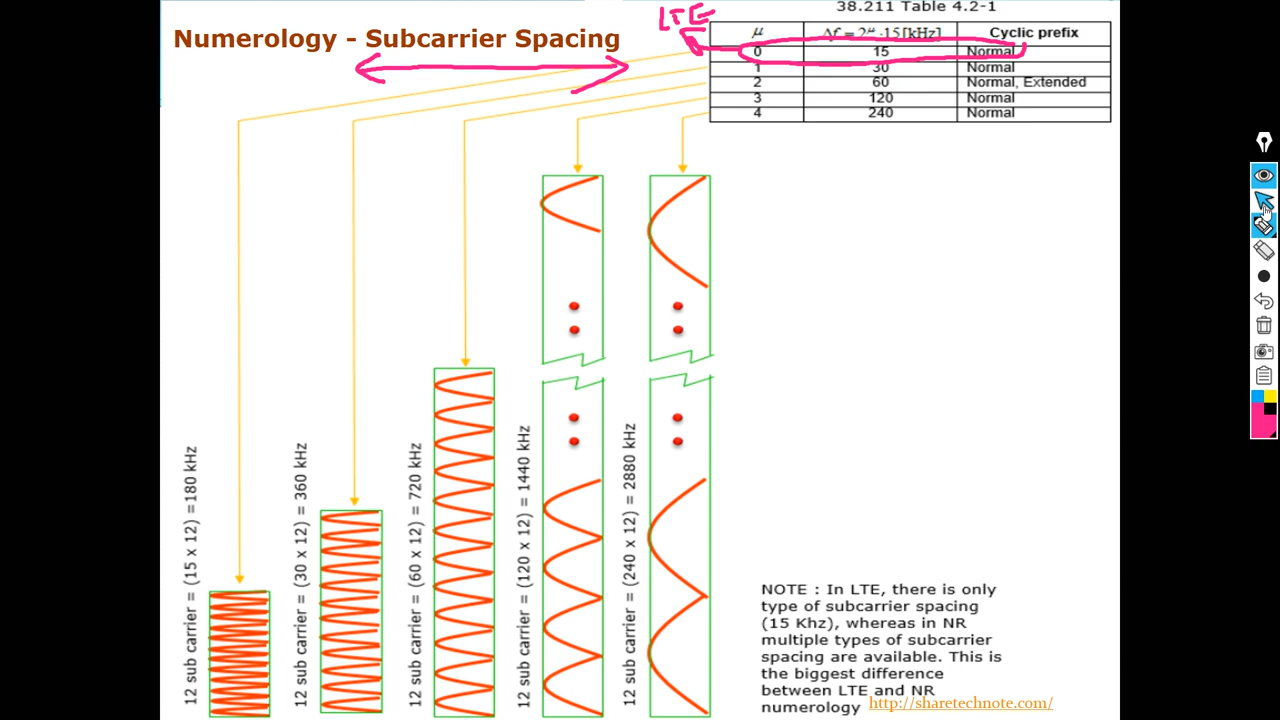 38.211 Table 4.2-1
LTE
Numerology - Subcarrier Spacing
μ Δf = 2^μ · 15 [kHz] Cyclic prefix
0 15 Normal
1 30 Normal
2 60 Normal, Extended
3 120 Normal
4 240 Normal
12 sub carrier = (15 x 12) =180 kHz
12 sub carrier = (30 x 12) = 360 kHz
12 sub carrier = (60 x 12) = 720 kHz
12 sub carrier = (120 x 12) = 1440 kHz
12 sub carrier = (240 x 12) = 2880 kHz
NOTE : In LTE, there is only
type of subcarrier spacing
(15 Khz), whereas in NR
multiple types of subcarrier
spacing are available. This is
the biggest difference
between LTE and NR
numerology http://sharetechnote.com/